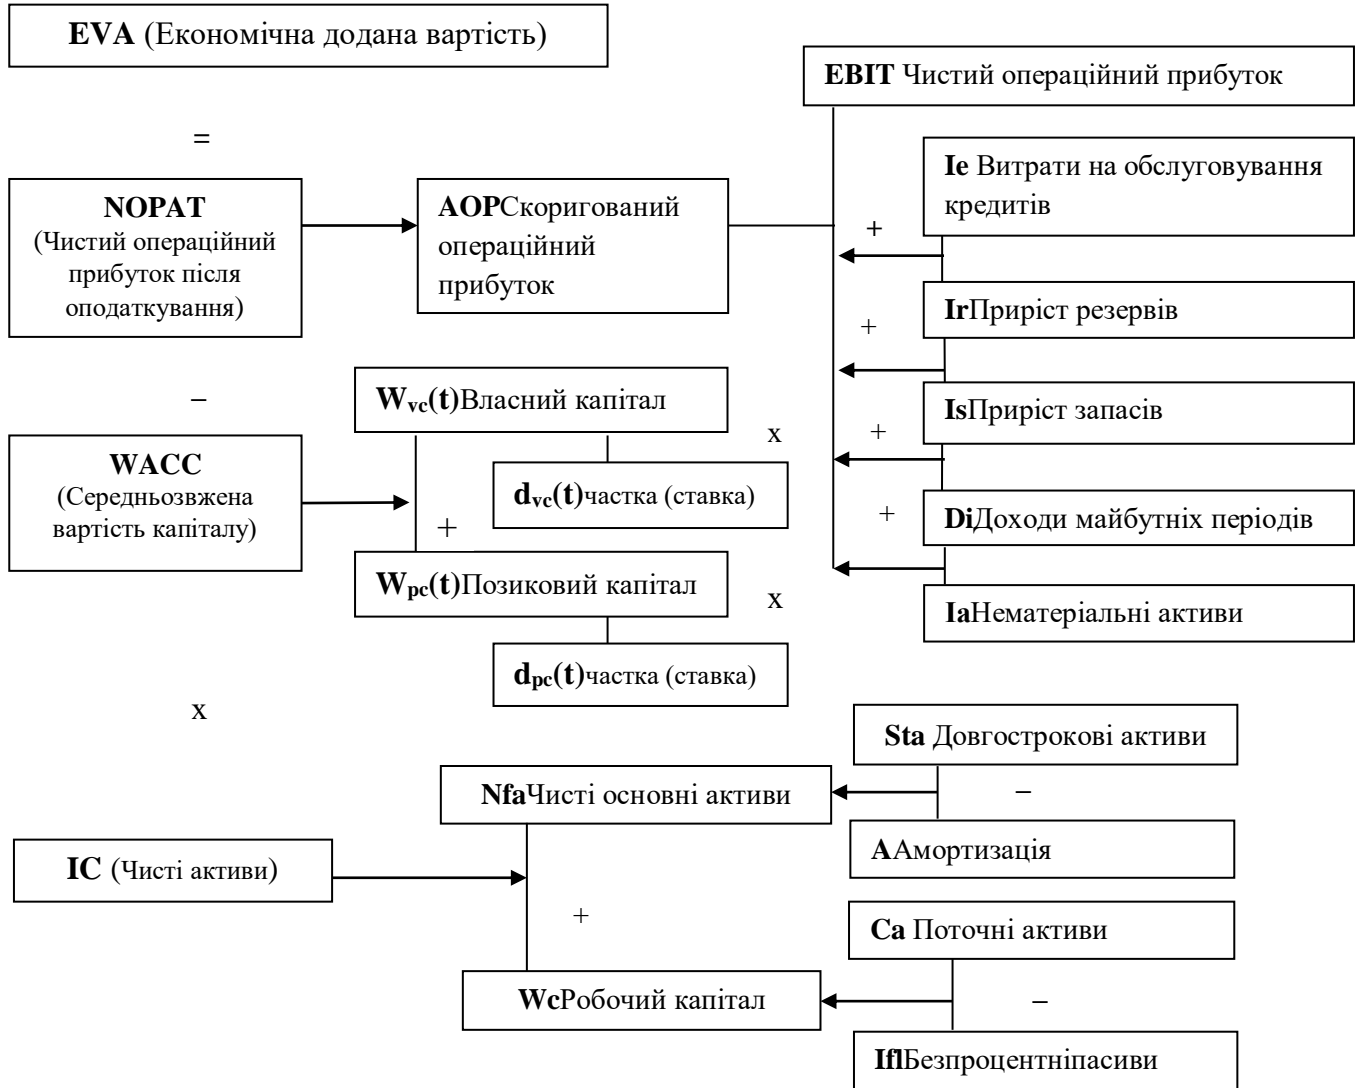 EVA (Економічна додана вартість)
EBIT Чистий операційний прибуток
=
Ie Витрати на обслуговування
кредитів
NOPAT
(Чистий операційний
прибуток після
оподаткування)
AOPСкоригований
операційний
прибуток
+
IrПриріст резервів
+
–
Wvc(t)Власний капітал
IsПриріст запасів
+
x
WACC
(Середньозвжена
вартість капіталу)
dvc(t)частка (ставка)
+
+
DiДоходи майбутніх періодів
Wpc(t)Позиковий капітал
x
IaНематеріальні активи
dpc(t)частка (ставка)
x
Sta Довгострокові активи
NfaЧисті основні активи
–
AАмортизація
IC (Чисті активи)
+
Ca Поточні активи
WcРобочий капітал
–
IflБезпроцентніпасиви